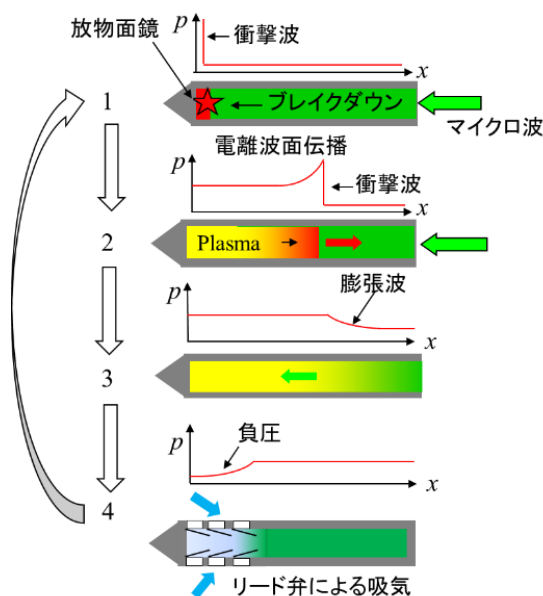 放物面鏡
p
衝撃波
x
1
ブレイクダウン
マイクロ波
電離波面伝播
p
衝撃波
x
2
Plasma
膨張波
p
x
3
負圧
p
x
4
リード弁による吸気